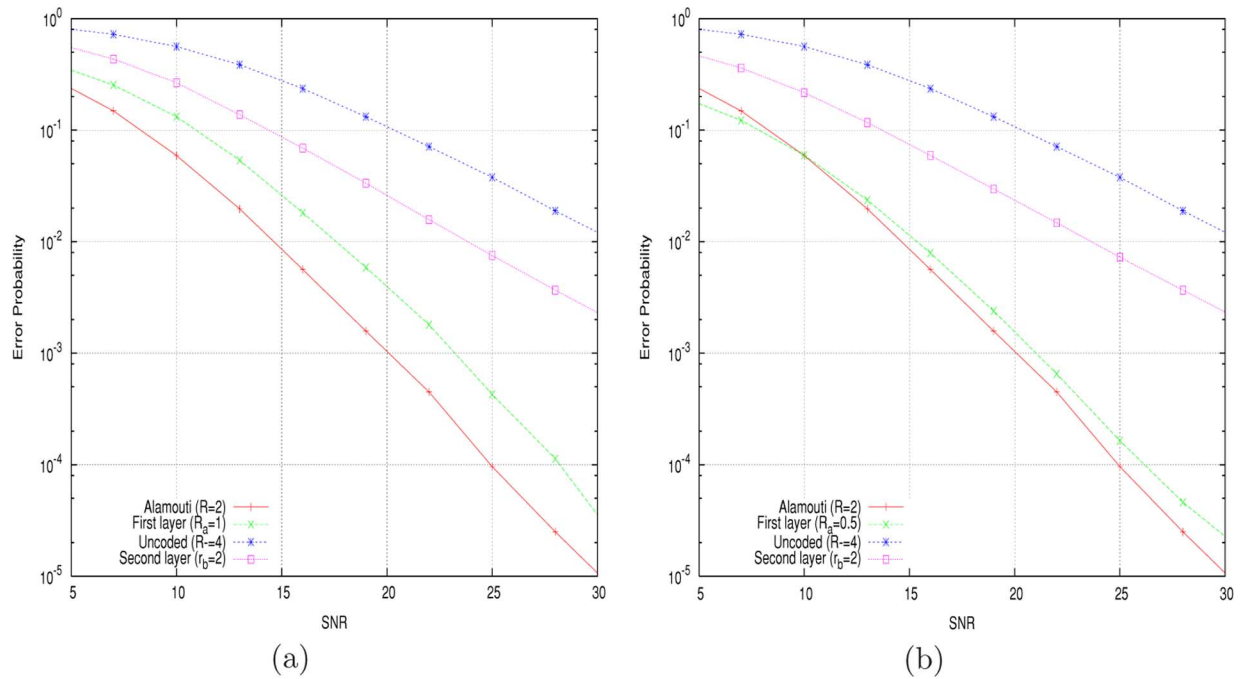 10^0
10^-1
10^-2
10^-3
10^-4
10^-5
Error Probability
Alamouti (R=2)
First layer (R_a=1)
Uncoded (R-=4)
Second layer (r_b=2)
5 10 15 20 25 30
SNR
(a)
10^0
10^-1
10^-2
10^-3
10^-4
10^-5
Error Probability
Alamouti (R=2)
First layer (R_a=0.5)
Uncoded (R-=4)
Second layer (r_b=2)
5 10 15 20 25 30
SNR
(b)